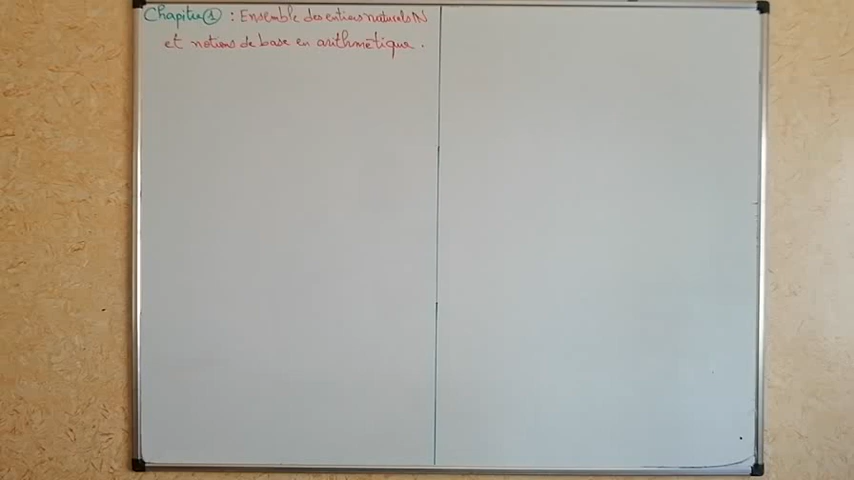 Chapitre ① : Ensemble des entiers naturels ℕ
et notions de base en arithmétique.